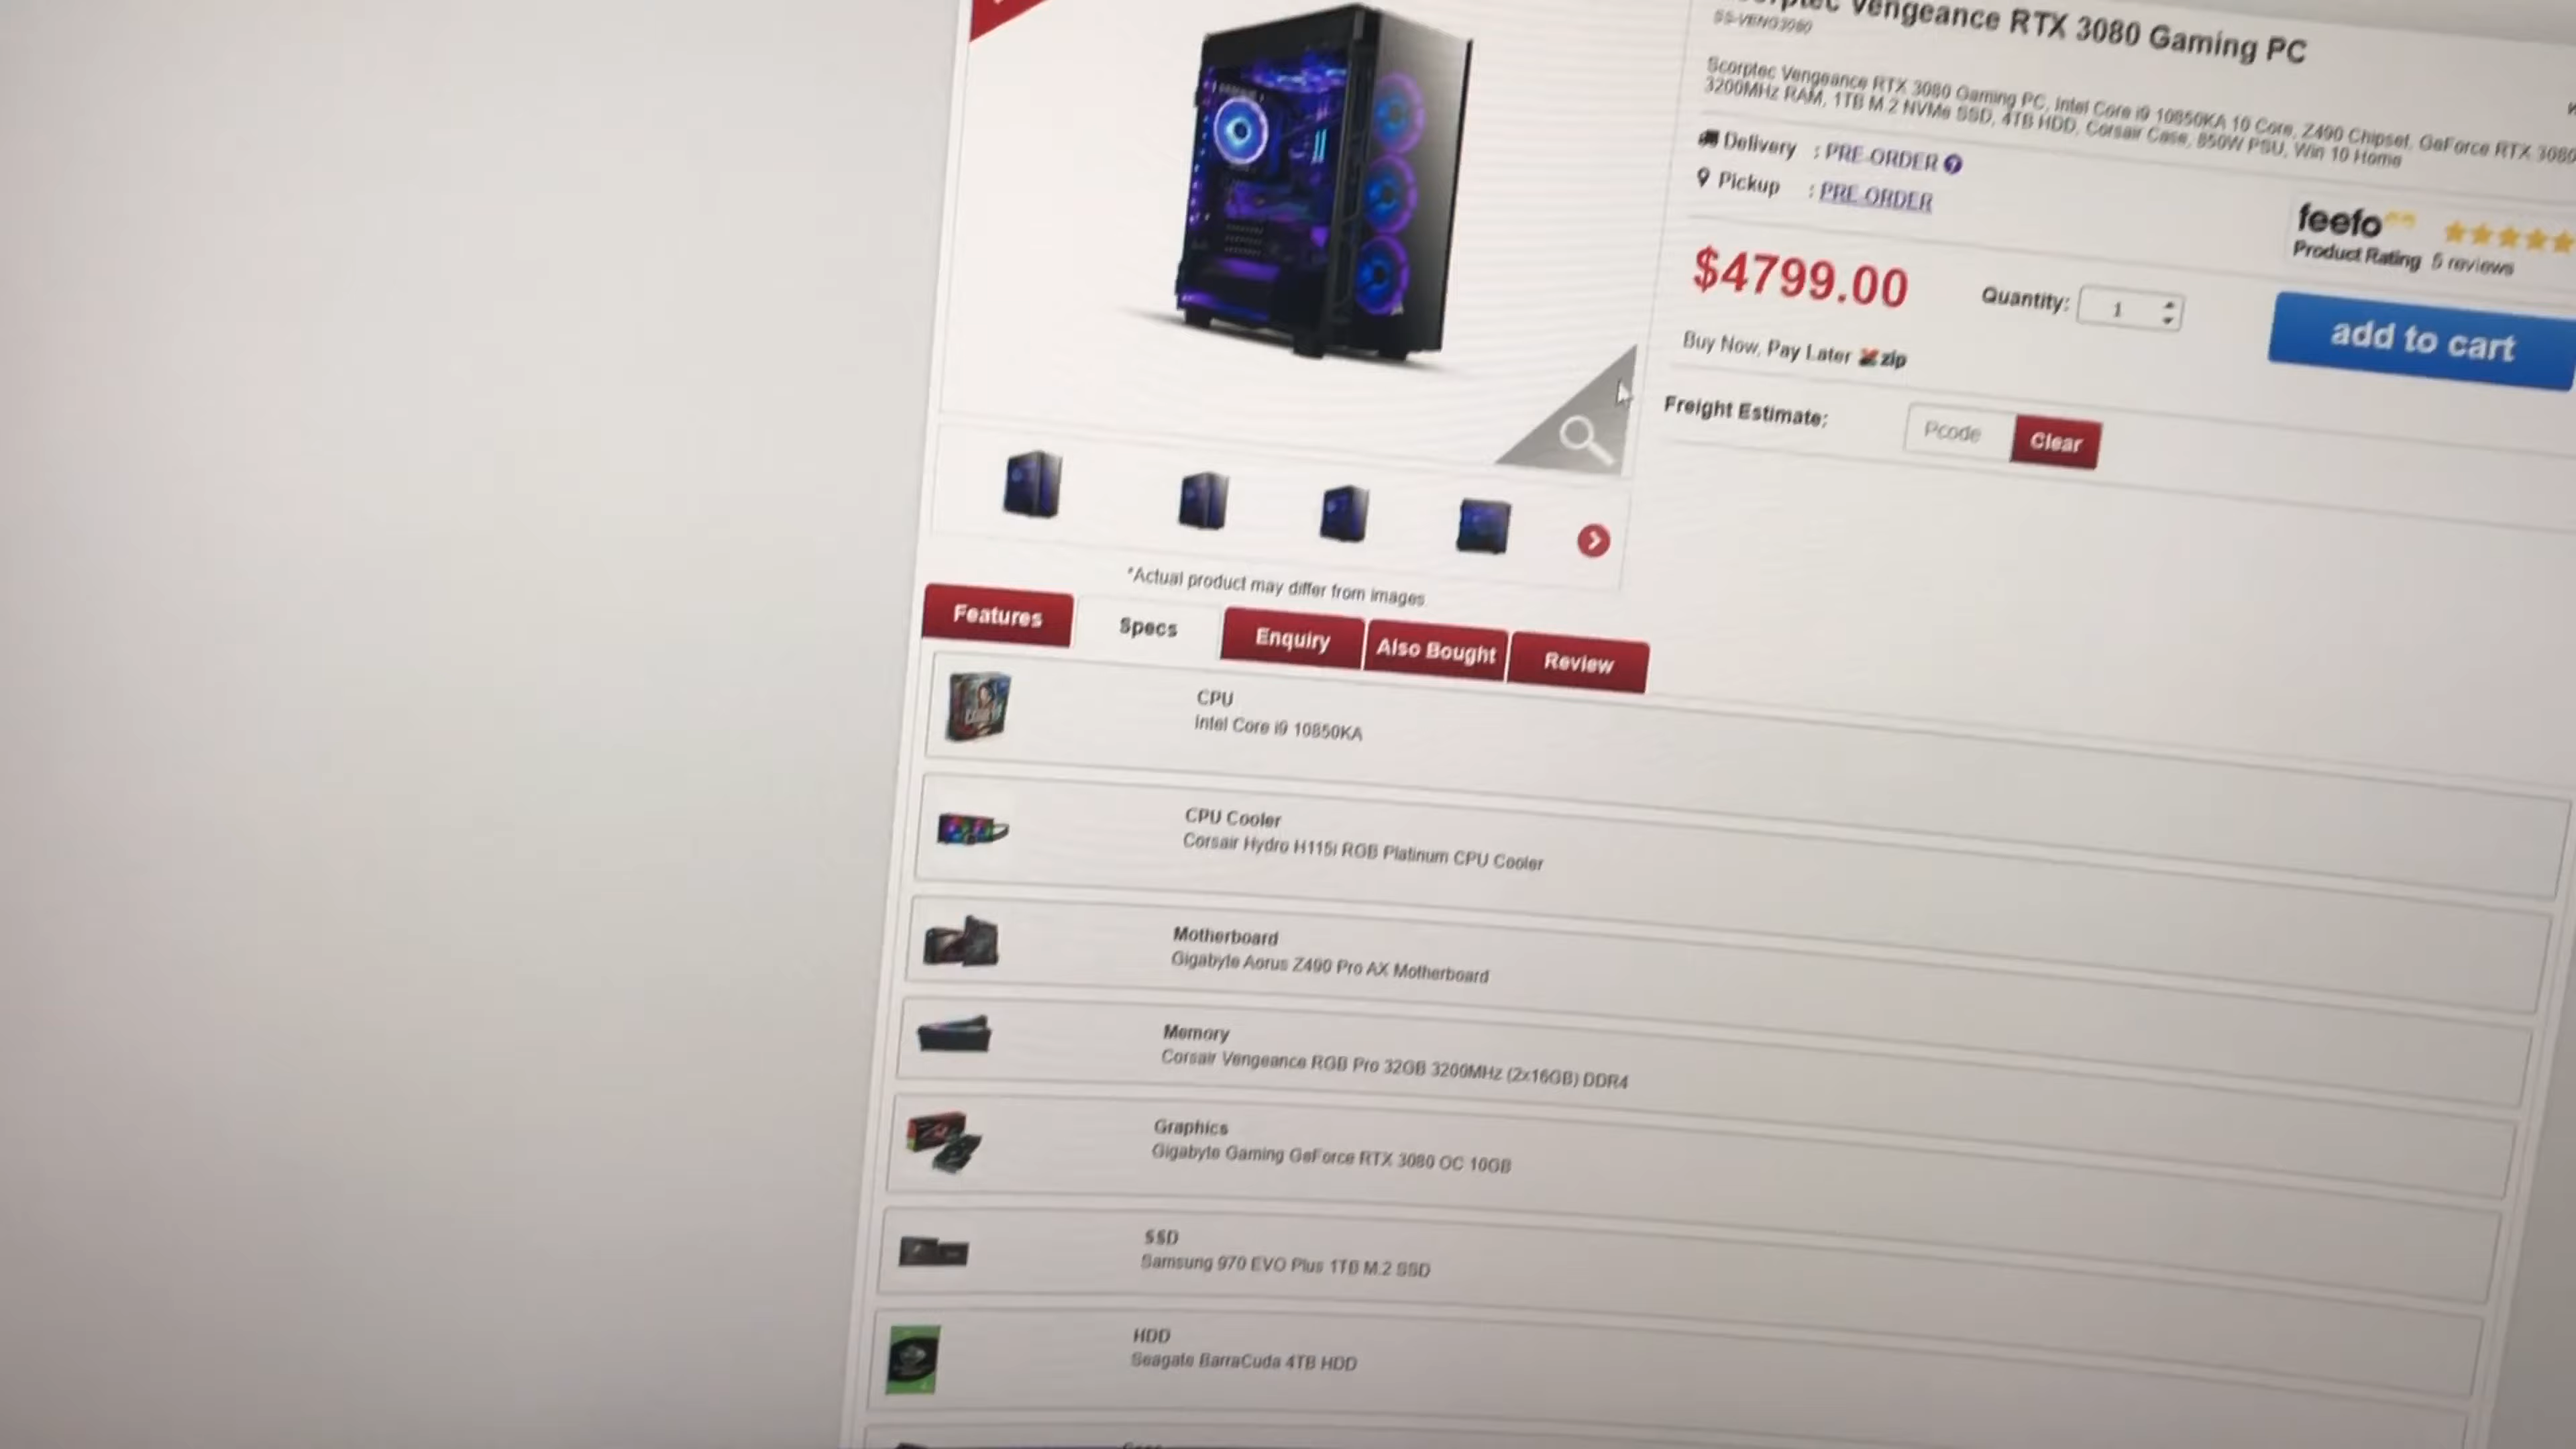 Vengeance RTX 3080 Gaming PC
SS-VENG3080
Scorptec Vengeance RTX 3080 Gaming PC, Intel Core i9 10850KA 10 Core, Z490 Chipset, GeForce RTX 3080
3200MHz RAM, 1TB M.2 NVMe SSD, 4TB HDD, Corsair Case, 850W PSU, Win 10 Home
Delivery : PRE-ORDER ?
Pickup : PRE-ORDER
feefo
Product Rating 5 reviews
$4799.00
Quantity: 1
add to cart
Buy Now, Pay Later zip
Freight Estimate:
Pcode
Clear
*Actual product may differ from images
Features
Specs
Enquiry
Also Bought
Review
CPU
Intel Core i9 10850KA
CPU Cooler
Corsair Hydro H115i RGB Platinum CPU Cooler
Motherboard
Gigabyte Aorus Z490 Pro AX Motherboard
Memory
Corsair Vengeance RGB Pro 32GB 3200MHz (2x16GB) DDR4
Graphics
Gigabyte Gaming GeForce RTX 3080 OC 10GB
SSD
Samsung 970 EVO Plus 1TB M.2 SSD
HDD
Seagate BarraCuda 4TB HDD